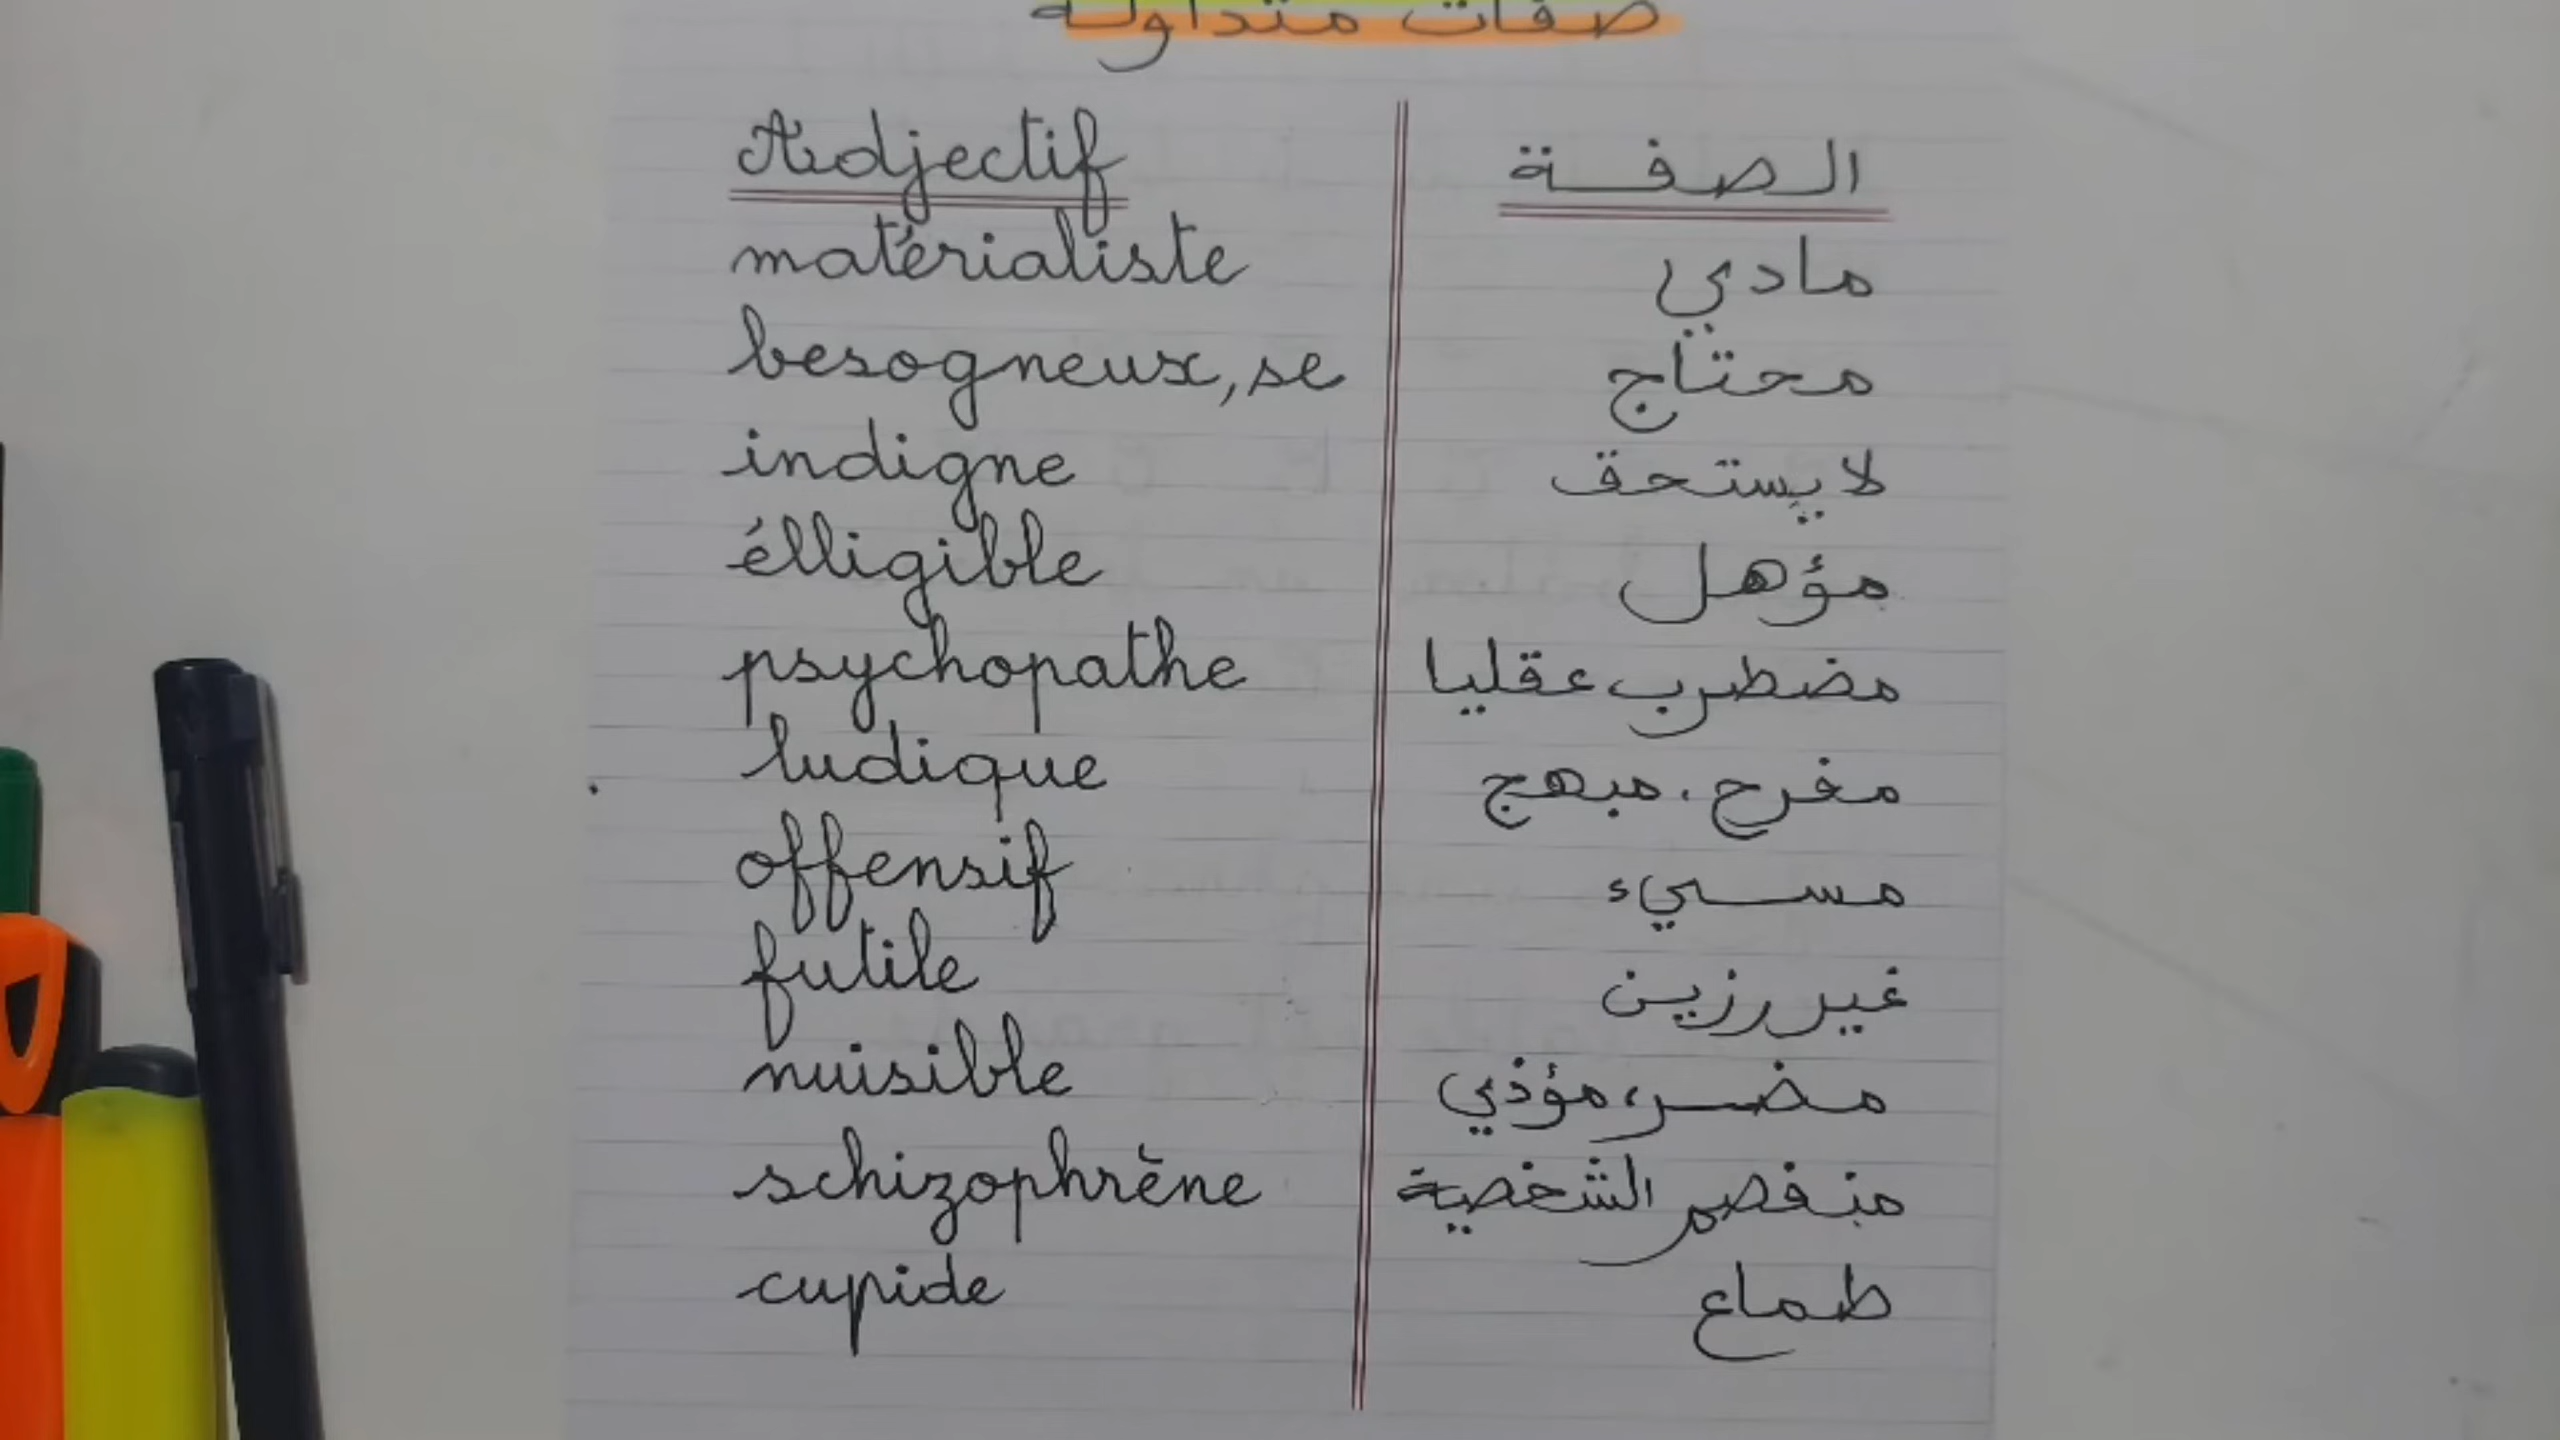 صفات متداولة
Adjectif الصفة
matérialiste مادي
besogneux, se محتاج
indigne لا يستحق
élligible مؤهل
psychopathe مضطرب عقليا
ludique مفرح، مبهج
offensif مسيء
futile غير رزين
nuisible مضر، مؤذي
schizophrène منفصم الشخصية
cupide طماع